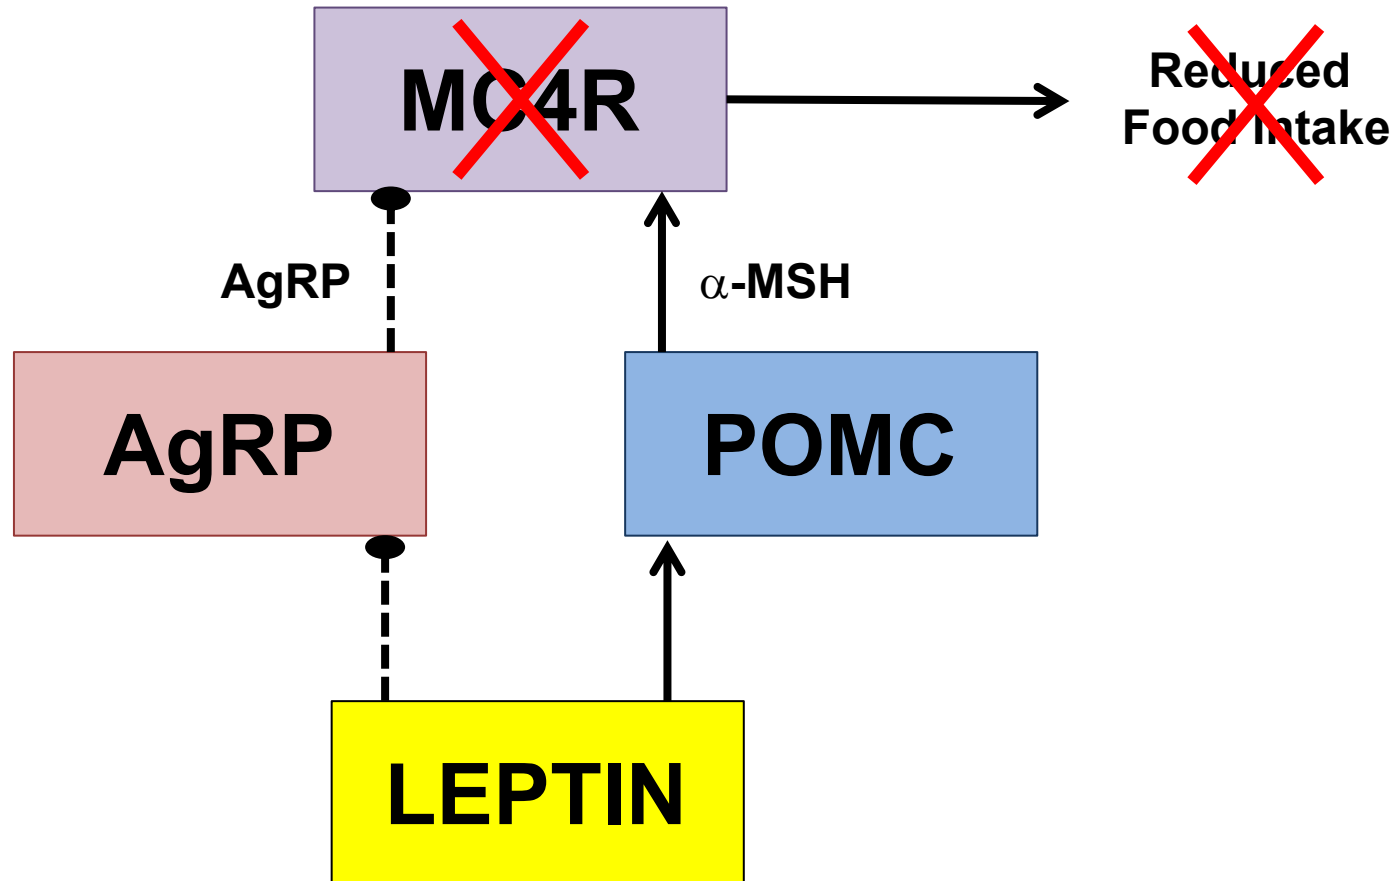 MC4R
Reduced
Food Intake
AgRP
α-MSH
AgRP
POMC
LEPTIN